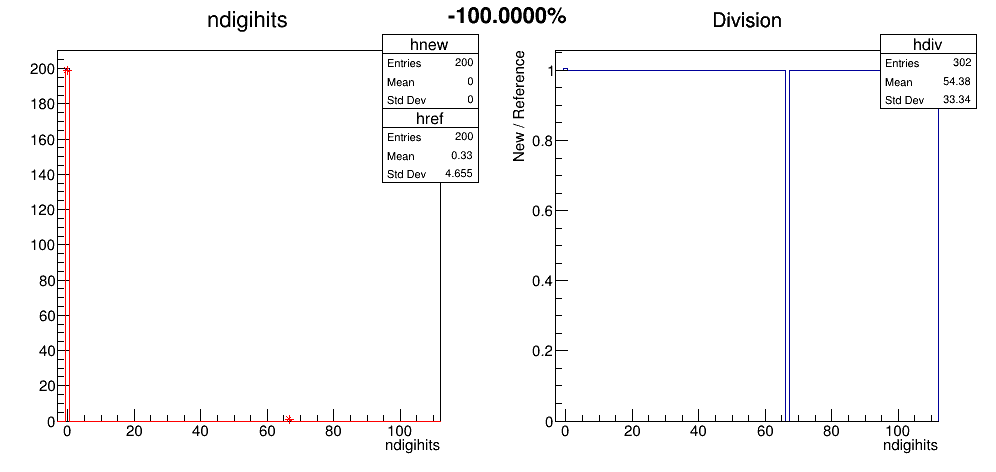 -100.0000%
ndigihits
hnew
Entries 200
Mean 0
Std Dev 0
href
Entries 200
Mean 0.33
Std Dev 4.655
200
180
160
140
120
100
80
60
40
20
0
0 20 40 60 80 100
ndigihits
Division
hdiv
Entries 302
Mean 54.38
Std Dev 33.34
New / Reference
1
0.8
0.6
0.4
0.2
0
0 20 40 60 80 100
ndigihits